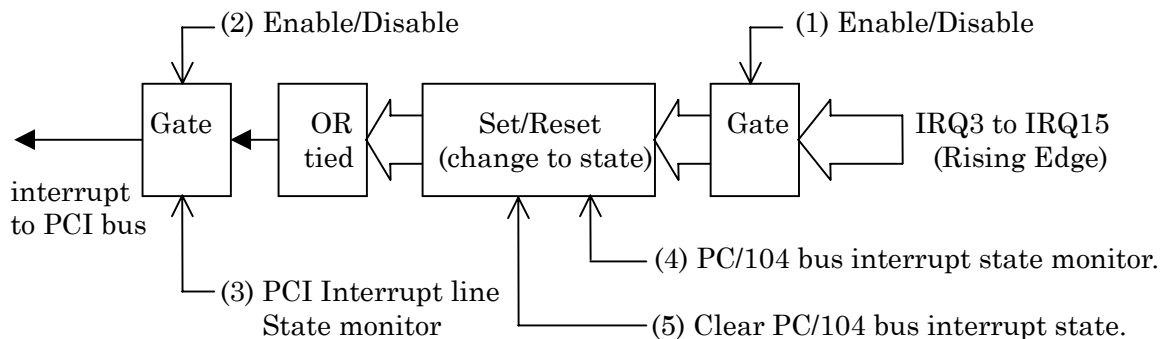 (2) Enable/Disable
(1) Enable/Disable
Gate
OR
tied
Set/Reset
(change to state)
Gate
IRQ3 to IRQ15
(Rising Edge)
interrupt
to PCI bus
(4) PC/104 bus interrupt state monitor.
(3) PCI Interrupt line
State monitor
(5) Clear PC/104 bus interrupt state.